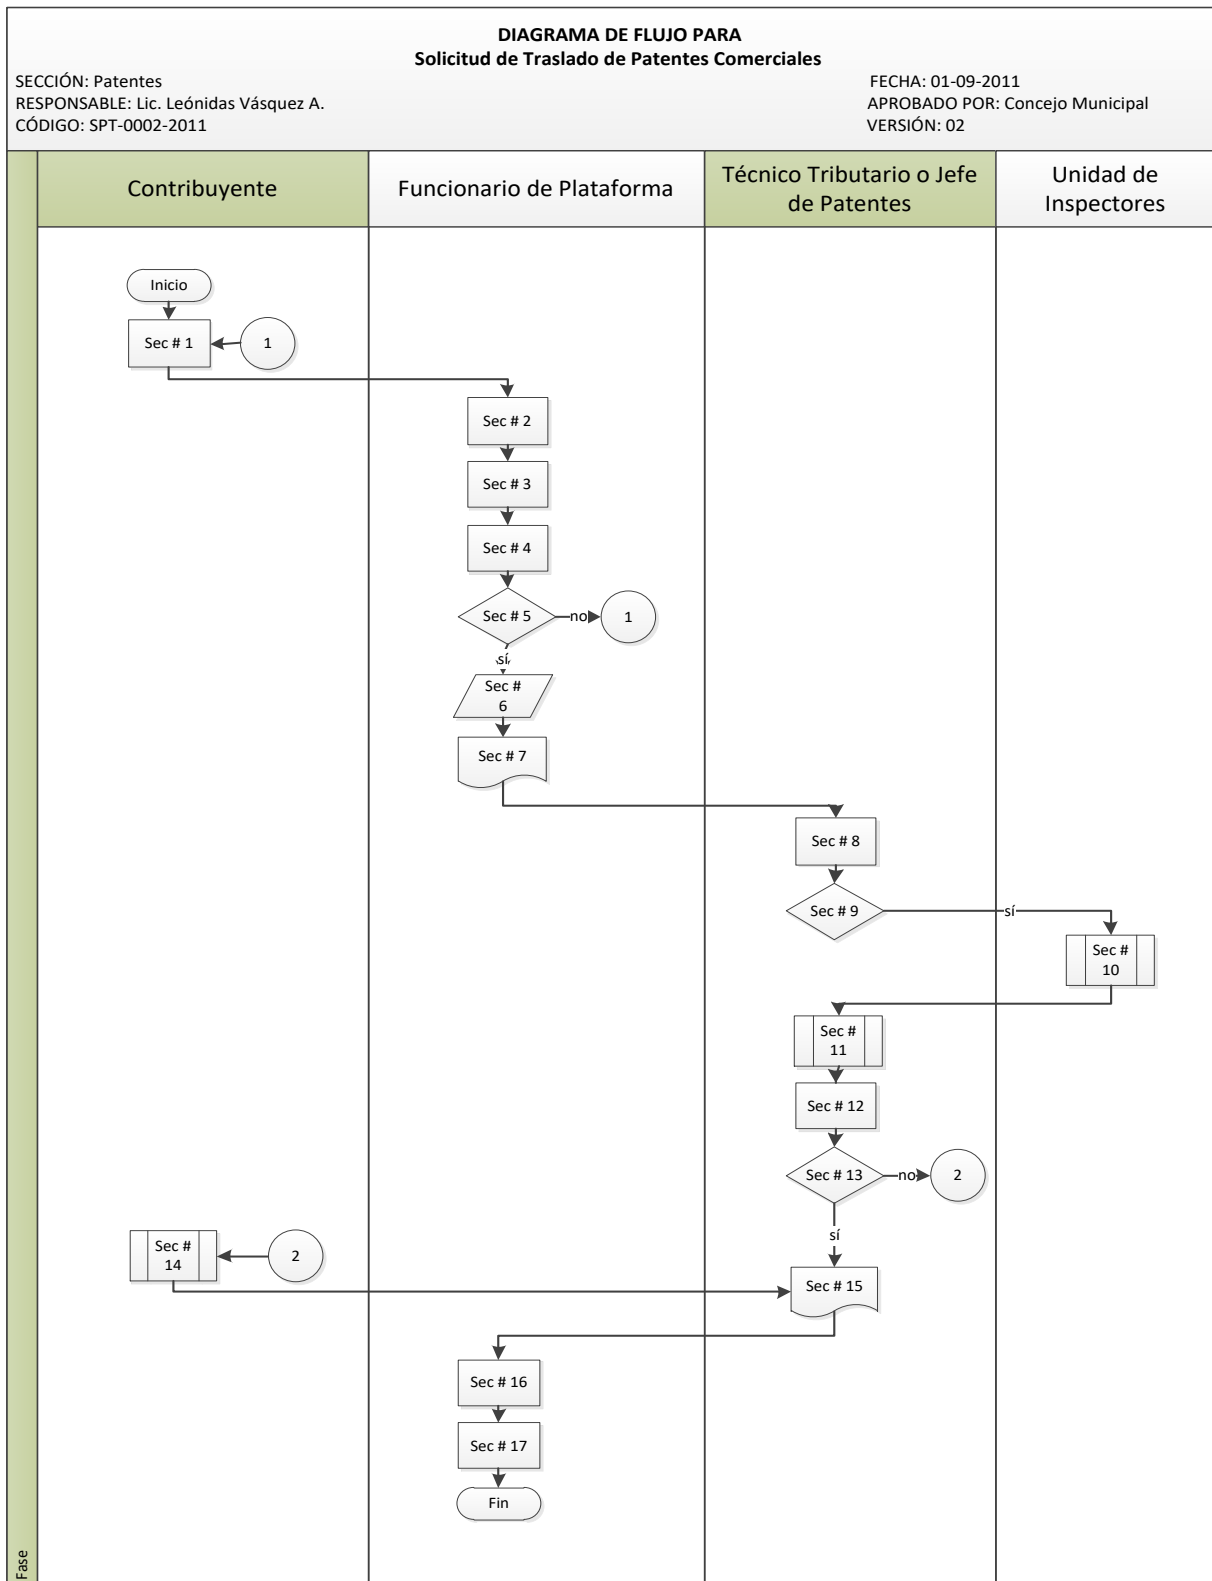 DIAGRAMA DE FLUJO PARA
Solicitud de Traslado de Patentes Comerciales
SECCIÓN: Patentes
FECHA: 01-09-2011
RESPONSABLE: Lic. Leónidas Vásquez A.
APROBADO POR: Concejo Municipal
CÓDIGO: SPT-0002-2011
VERSIÓN: 02
Contribuyente
Funcionario de Plataforma
Técnico Tributario o Jefe
de Patentes
Unidad de
Inspectores
Inicio
Sec # 1
1
Sec # 2
Sec # 3
Sec # 4
Sec # 5
no
1
sí
Sec #
6
Sec # 7
Sec # 8
Sec # 9
sí
Sec #
10
Sec #
11
Sec # 12
Sec # 13
no
2
sí
Sec #
14
2
Sec # 15
Sec # 16
Sec # 17
Fin
Fase